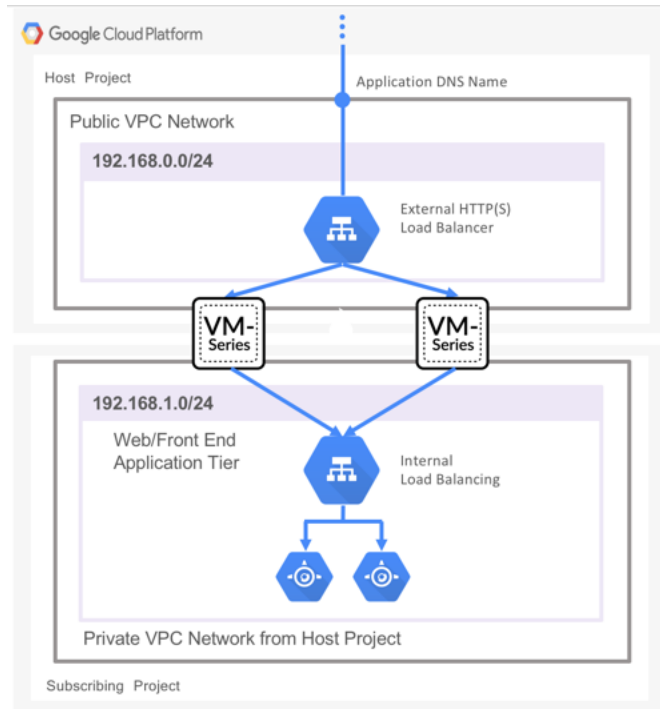 Google Cloud Platform
Host Project
Application DNS Name
Public VPC Network
192.168.0.0/24
External HTTP(S)
Load Balancer
VM-
Series
VM-
Series
192.168.1.0/24
Web/Front End
Application Tier
Internal
Load Balancing
Private VPC Network from Host Project
Subscribing Project